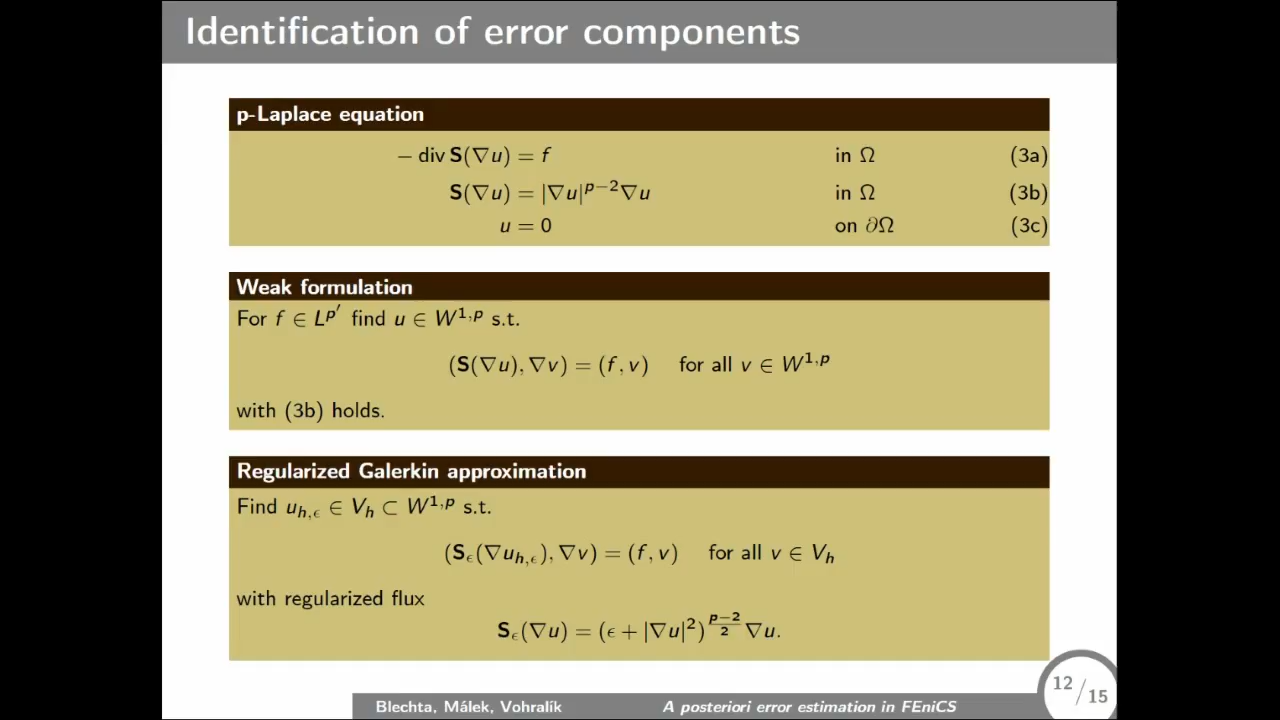 Identification of error components
p-Laplace equation
− div S(∇u) = f in Ω (3a)
S(∇u) = |∇u|^{p−2}∇u in Ω (3b)
u = 0 on ∂Ω (3c)
Weak formulation
For f ∈ L^{p′} find u ∈ W^{1,p} s.t.
(S(∇u), ∇v) = (f, v) for all v ∈ W^{1,p}
with (3b) holds.
Regularized Galerkin approximation
Find u_{h,ϵ} ∈ V_h ⊂ W^{1,p} s.t.
(S_ϵ(∇u_{h,ϵ}), ∇v) = (f, v) for all v ∈ V_h
with regularized flux
S_ϵ(∇u) = (ϵ + |∇u|^2)^{\frac{p−2}{2}} ∇u.
Blechta, Málek, Vohralík A posteriori error estimation in FEniCS
12/15